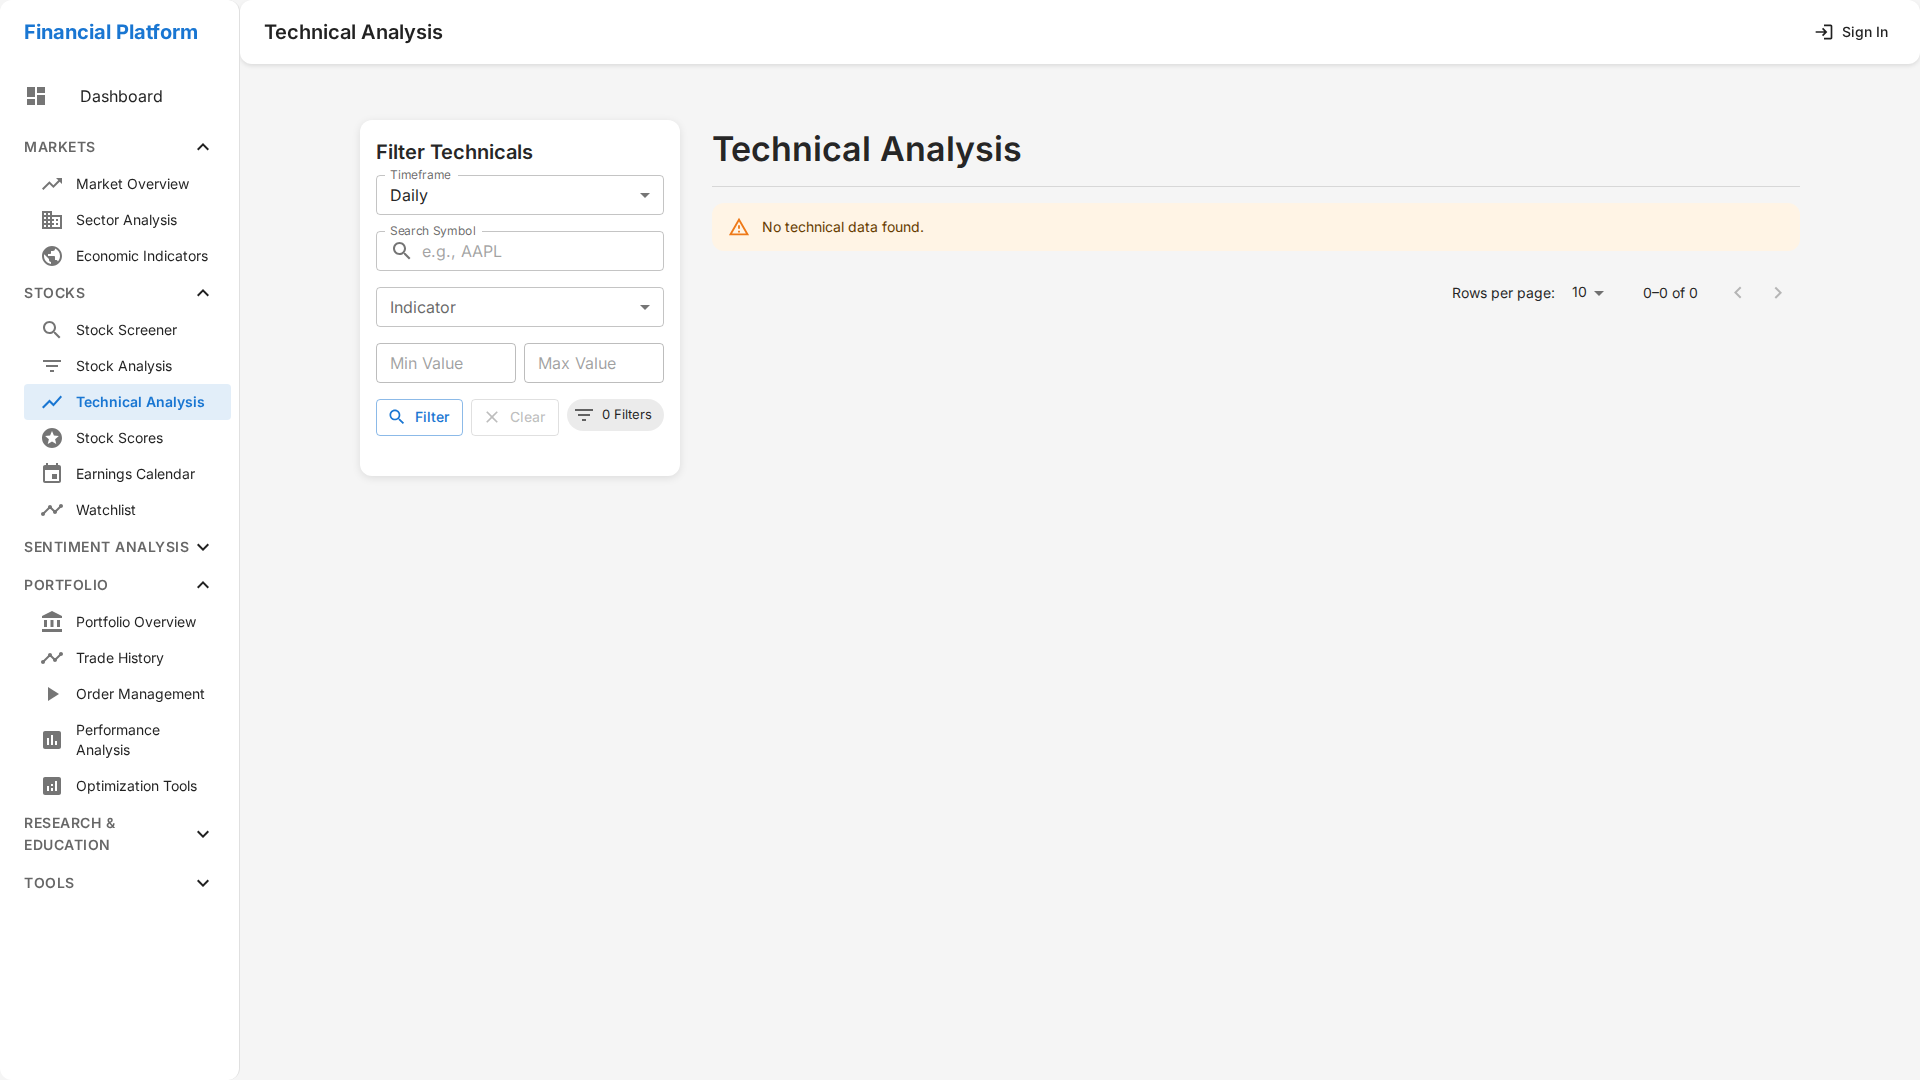 Financial Platform
Technical Analysis
Sign In
Dashboard
MARKETS
Market Overview
Sector Analysis
Economic Indicators
STOCKS
Stock Screener
Stock Analysis
Technical Analysis
Stock Scores
Earnings Calendar
Watchlist
SENTIMENT ANALYSIS
PORTFOLIO
Portfolio Overview
Trade History
Order Management
Performance
Analysis
Optimization Tools
RESEARCH &
EDUCATION
TOOLS
Filter Technicals
Timeframe
Daily
Search Symbol
e.g., AAPL
Indicator
Min Value
Max Value
Filter
Clear
0 Filters
Technical Analysis
No technical data found.
Rows per page: 10
0–0 of 0